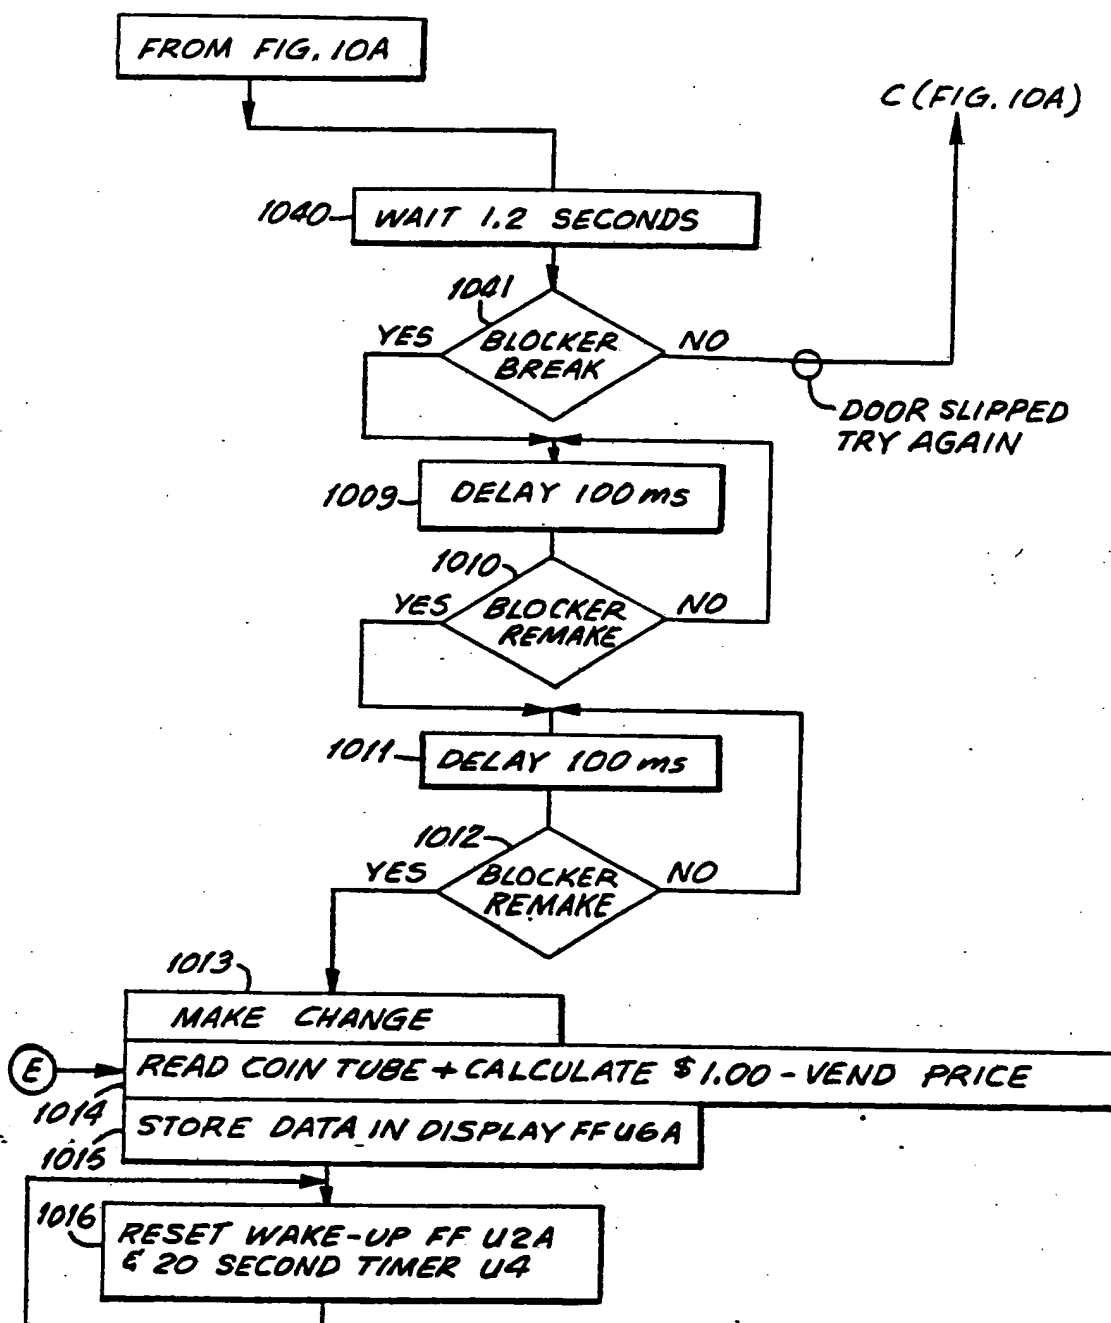 FROM FIG. 10A
C (FIG. 10A)
1040
WAIT 1.2 SECONDS
1041
YES
BLOCKER
BREAK
NO
DOOR SLIPPED
TRY AGAIN
1009
DELAY 100 ms
1010
YES
BLOCKER
REMAKE
NO
1011
DELAY 100 ms
1012
YES
BLOCKER
REMAKE
NO
1013
MAKE CHANGE
E
READ COIN TUBE + CALCULATE $1.00 - VEND PRICE
1014
STORE DATA IN DISPLAY FF U6A
1015
1016
RESET WAKE-UP FF U2A
& 20 SECOND TIMER U4